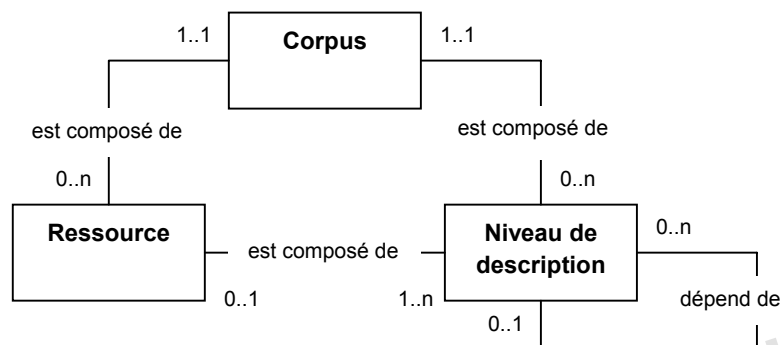 1..1
Corpus
1..1
est composé de
est composé de
0..n
0..n
Ressource
est composé de
Niveau de
description
0..n
0..1
1..n
0..1
dépend de